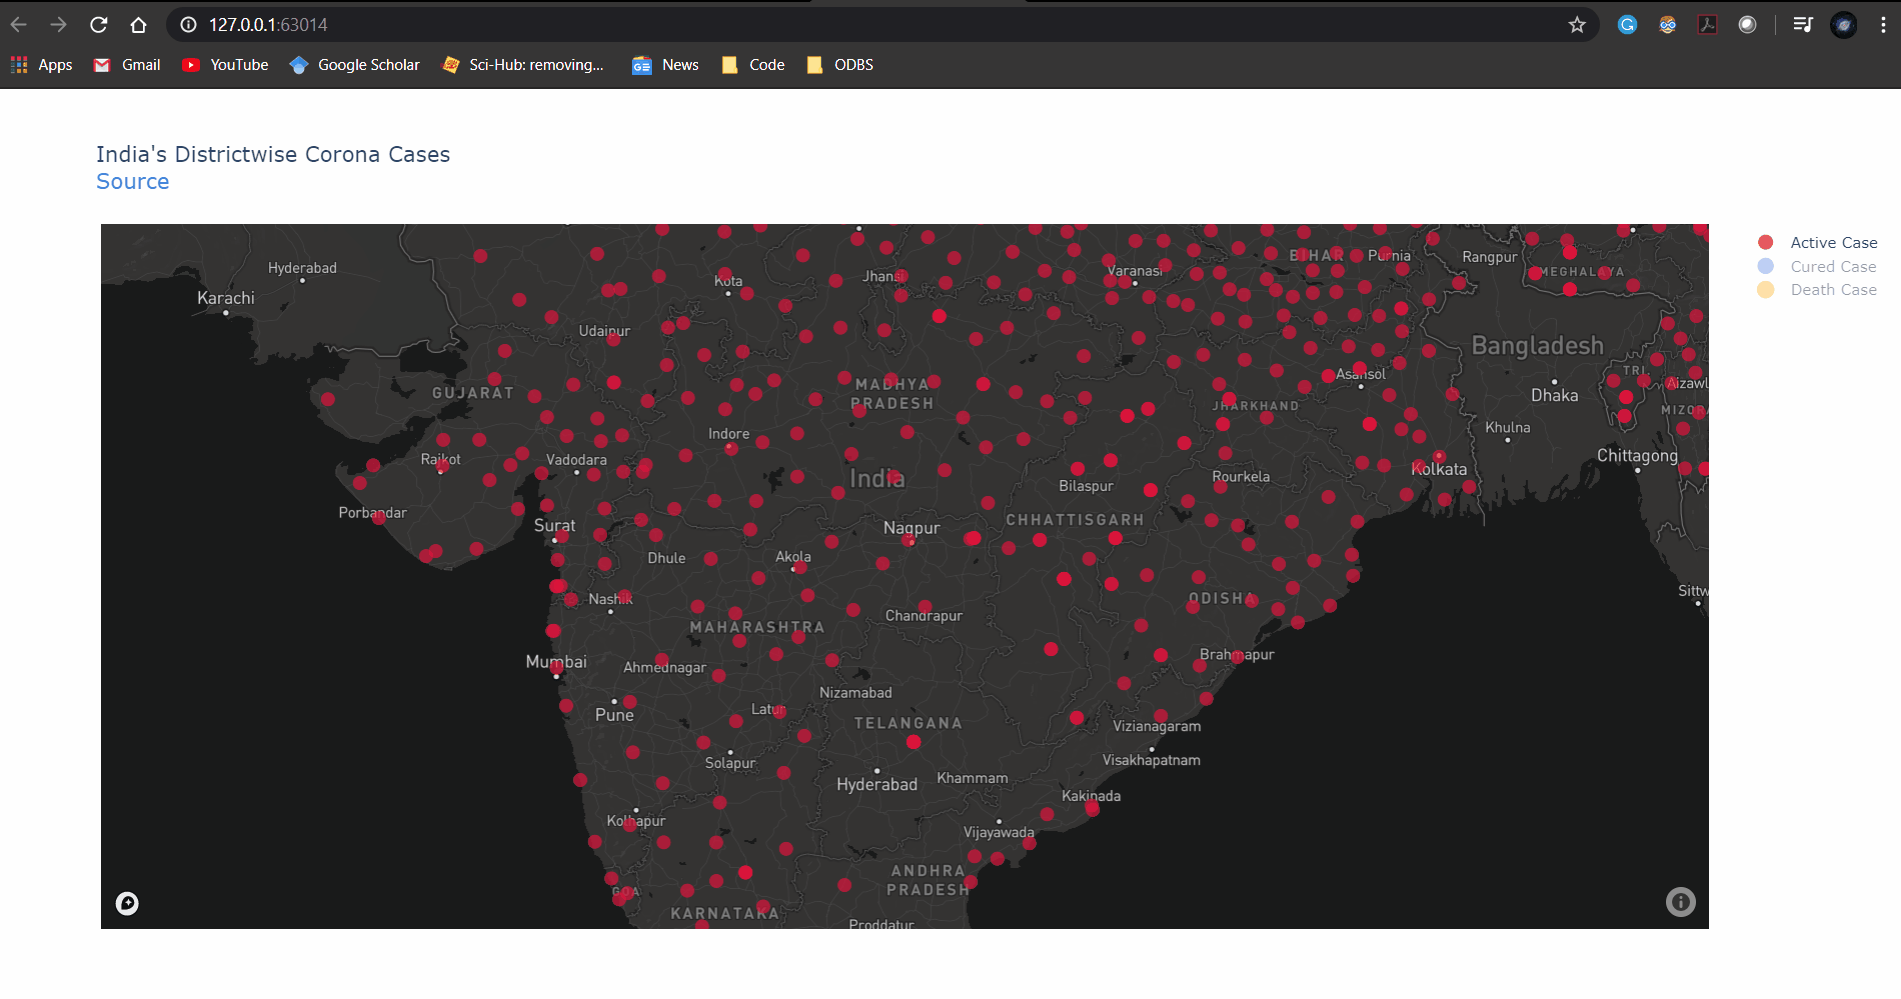 127.0.0.1:63014
Apps
Gmail
YouTube
Google Scholar
Sci-Hub: removing...
News
Code
ODBS
India's Districtwise Corona Cases
Source
Active Case
Cured Case
Death Case
Hyderabad
Karachi
Kota
Jhansi
Varanasi
BIHAR
Purnia
Rangpur
MEGHALAYA
Udaipur
Bangladesh
GUJARAT
MADHYA
PRADESH
Asansol
JHARKHAND
TRI
Aizawl
Dhaka
MIZORA
Indore
Khulna
Rajkot
Vadodara
India
Bilaspur
Rourkela
Kolkata
Chittagong
Porbandar
Surat
Nagpur
CHHATTISGARH
Dhule
Akola
Nashik
Chandrapur
ODISHA
Sittw
MAHARASHTRA
Mumbai
Ahmednagar
Brahmapur
Nizamabad
Pune
Latur
TELANGANA
Vizianagaram
Solapur
Visakhapatnam
Hyderabad
Khammam
Kakinada
Kolhapur
Vijayawada
GOA
ANDHRA
PRADESH
KARNATAKA
Proddatur